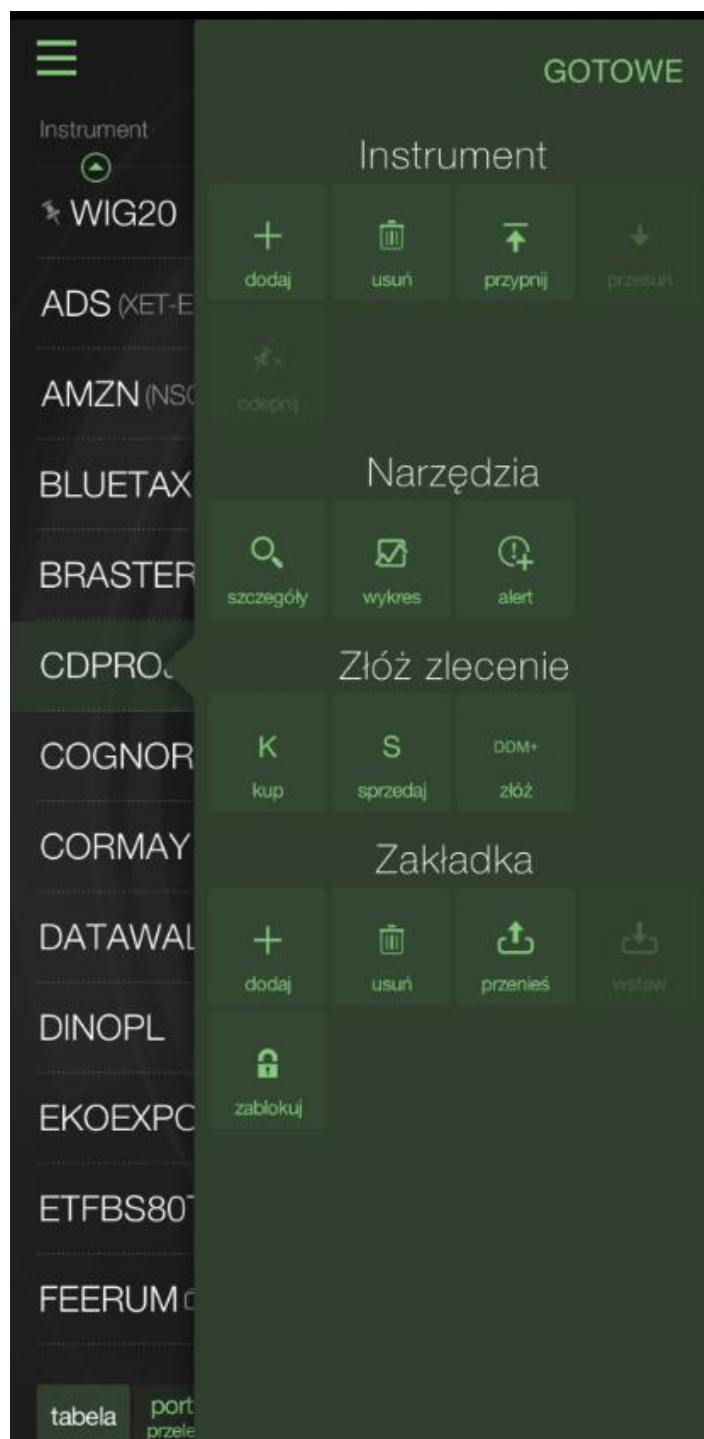 GOTOWE
Instrument
WIG20
ADS (XET-E
AMZN (NSC
BLUETAX
BRASTER
CDPROJ
COGNOR
CORMAY
DATAWAL
DINOPL
EKOEXPO
ETFBS80T
FEERUM
tabela
port
przele
Instrument
dodaj
usuń
przypnij
przesuń
odepnij
Narzędzia
szczegóły
wykres
alert
Złóż zlecenie
K
kup
S
sprzedaj
DDM+
złóż
Zakładka
dodaj
usuń
przenieś
wstaw
zablokuj